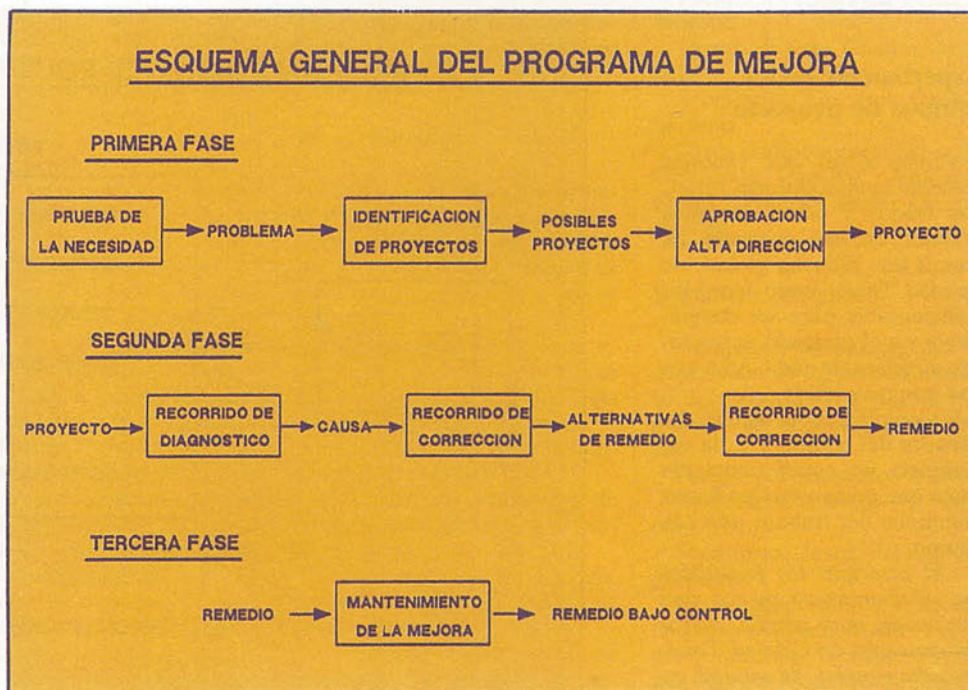 ESQUEMA GENERAL DEL PROGRAMA DE MEJORA
PRIMERA FASE
PRUEBA DE
LA NECESIDAD
PROBLEMA
IDENTIFICACION
DE PROYECTOS
POSIBLES
PROYECTOS
APROBACION
ALTA DIRECCION
PROYECTO
SEGUNDA FASE
PROYECTO
RECORRIDO DE
DIAGNOSTICO
CAUSA
RECORRIDO DE
CORRECCION
ALTERNATIVAS
DE REMEDIO
RECORRIDO DE
CORRECCION
REMEDIO
TERCERA FASE
REMEDIO
MANTENIMIENTO
DE LA MEJORA
REMEDIO BAJO CONTROL